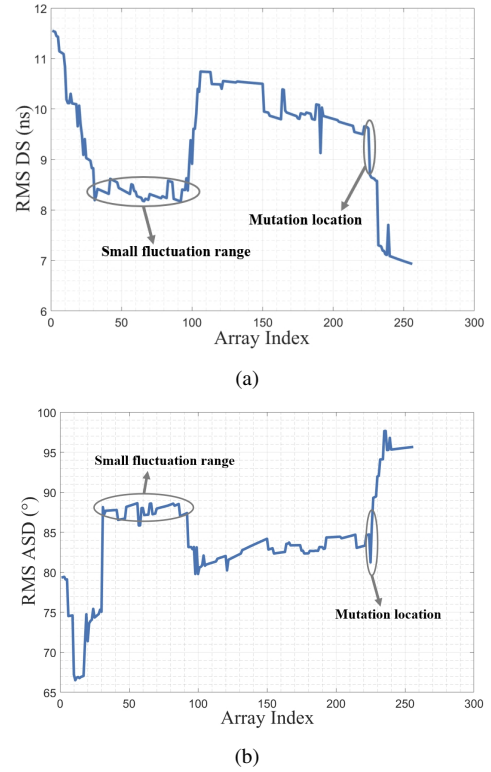 12
11
10
9
8
7
6
RMS DS (ns)
Mutation location
Small fluctuation range
0 50 100 150 200 250 300
Array Index
(a)
100
95
90
85
80
75
70
65
RMS ASD (°)
Small fluctuation range
Mutation location
0 50 100 150 200 250 300
Array Index
(b)